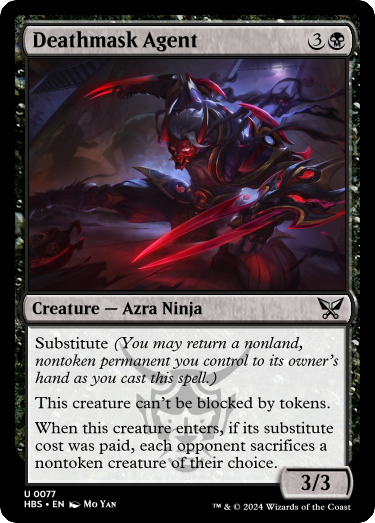 Deathmask Agent 3
Creature — Azra Ninja
Substitute (You may return a nonland,
nontoken permanent you control to its owner's
hand as you cast this spell.)
This creature can't be blocked by tokens.
When this creature enters, if its substitute
cost was paid, each opponent sacrifices a
nontoken creature of their choice.
3/3
U 0077
HBS • EN Mo Yan
™ & © 2024 Wizards of the Coast